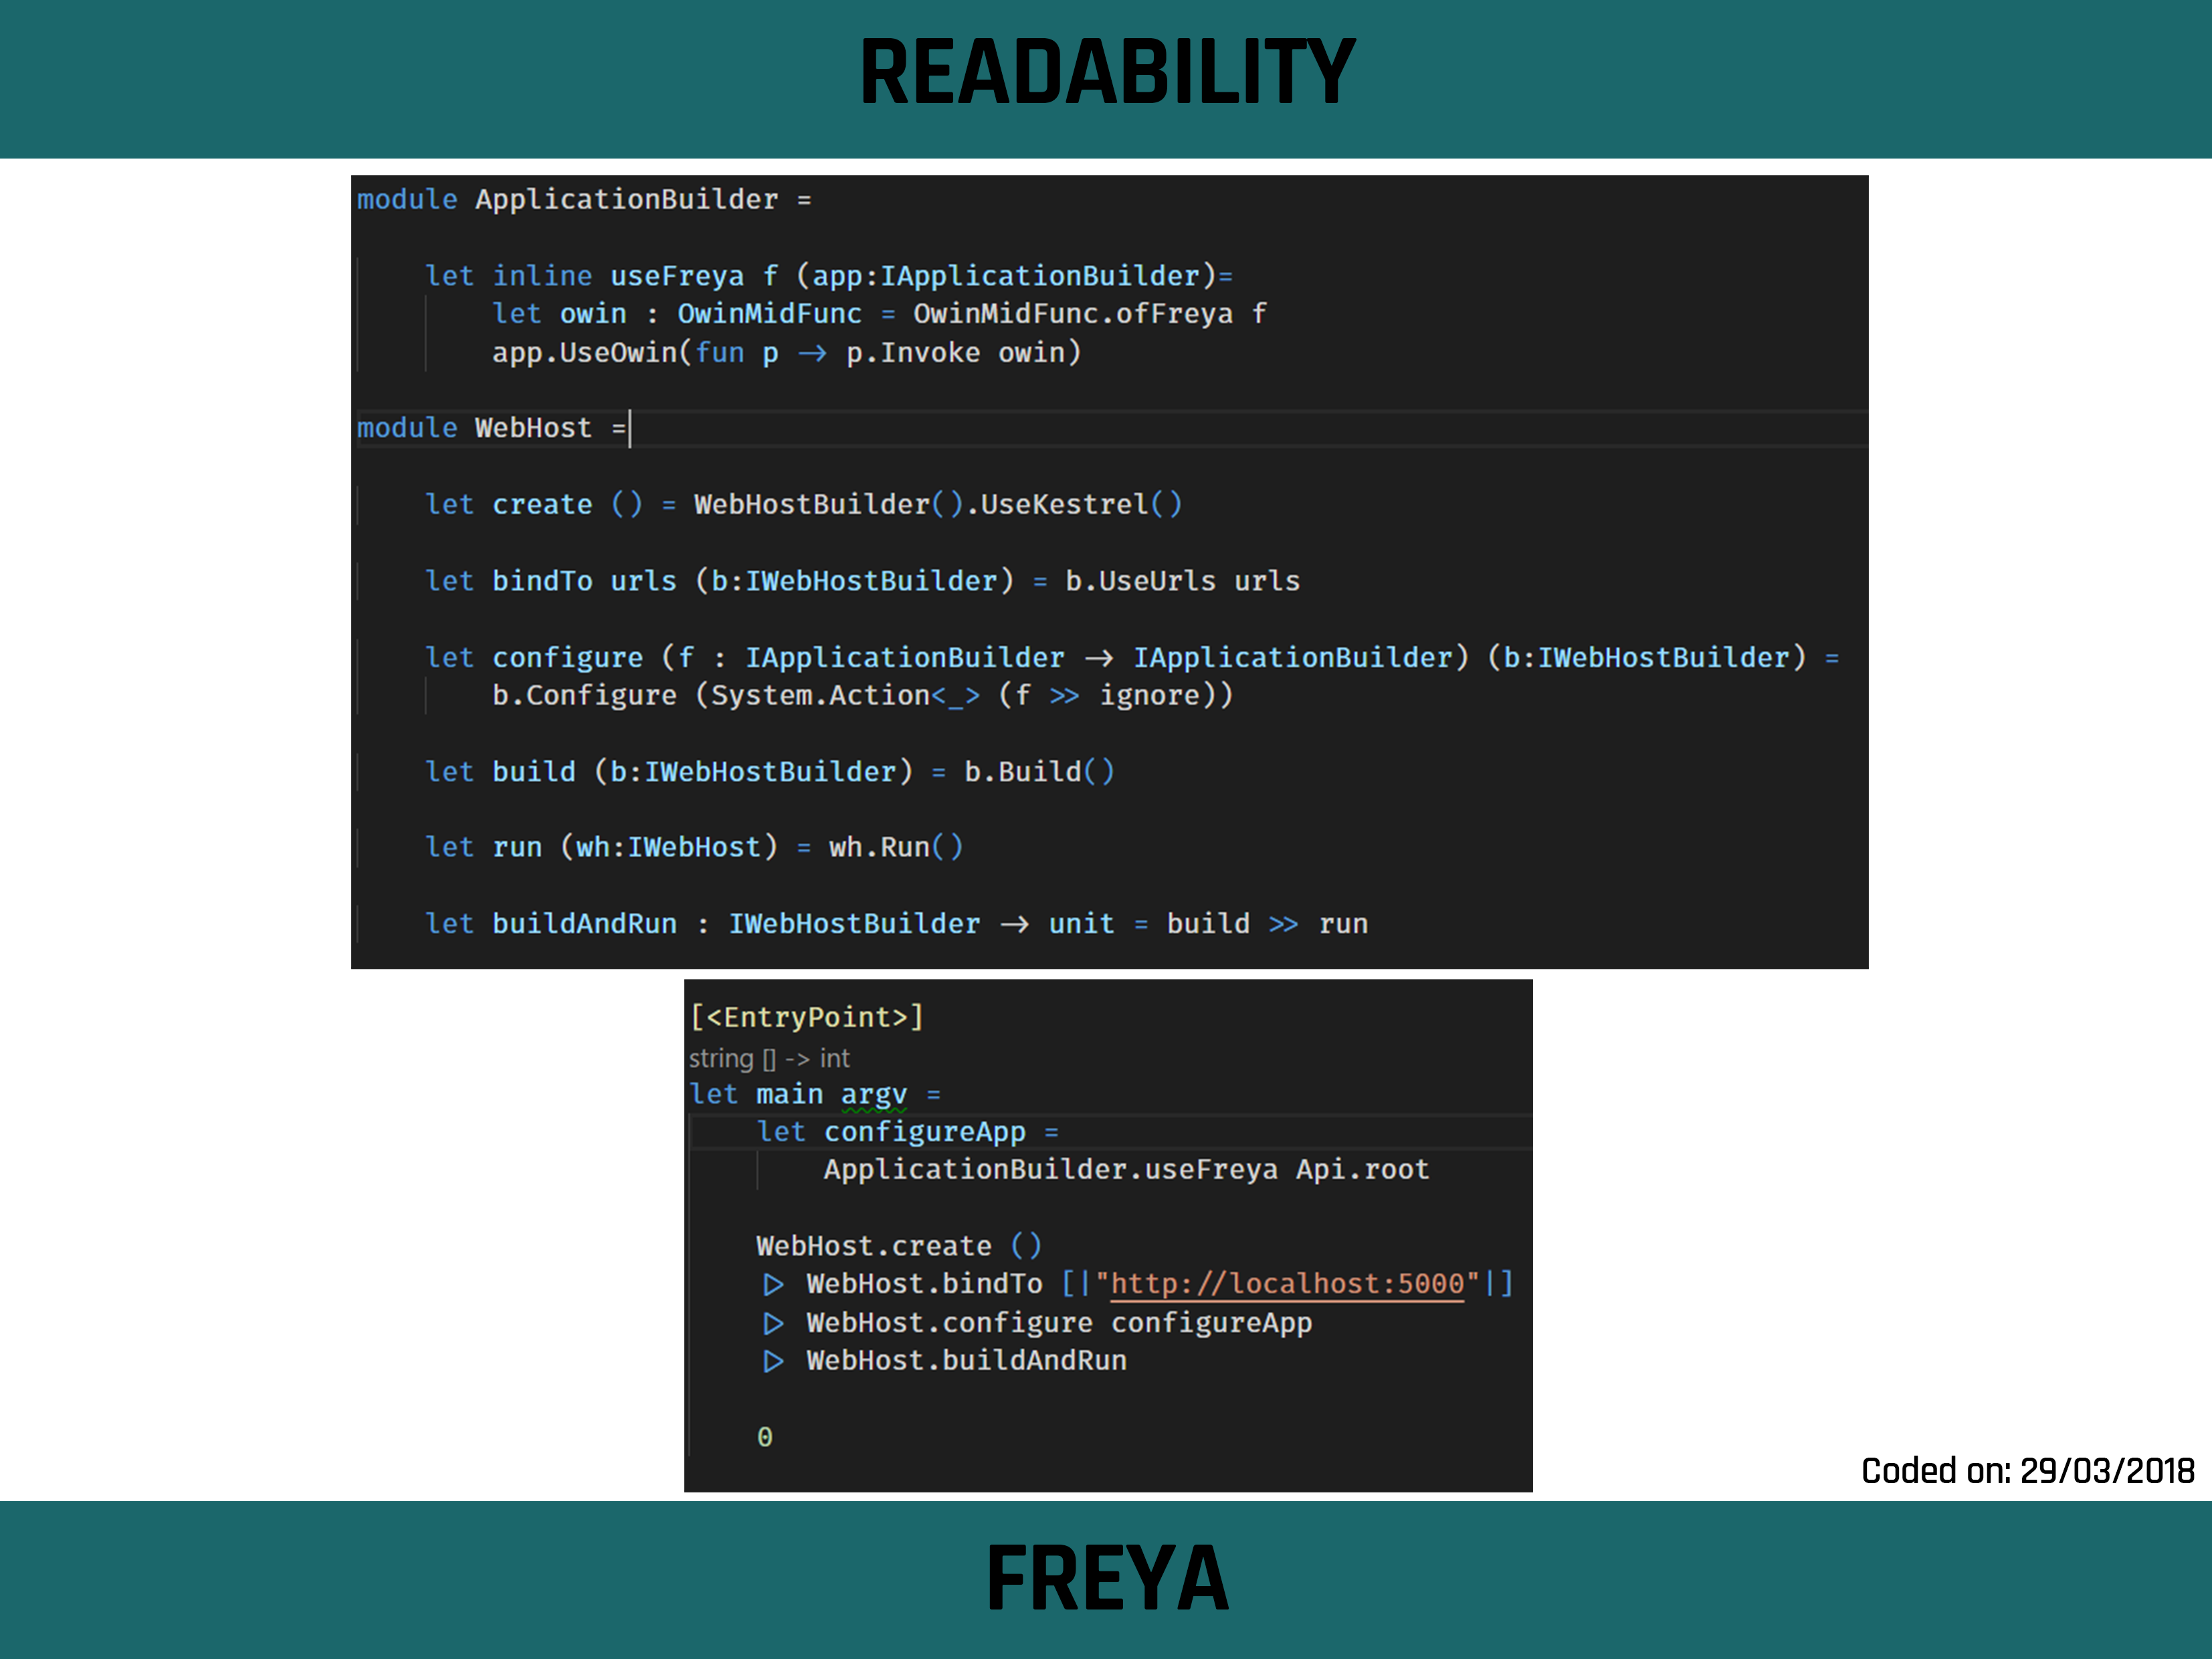 READABILITY
module ApplicationBuilder =
    let inline useFreya f (app:IApplicationBuilder)=
        let owin : OwinMidFunc = OwinMidFunc.ofFreya f
        app.UseOwin(fun p → p.Invoke owin)
module WebHost =
    let create () = WebHostBuilder().UseKestrel()
    let bindTo urls (b:IWebHostBuilder) = b.UseUrls urls
    let configure (f : IApplicationBuilder → IApplicationBuilder) (b:IWebHostBuilder) =
        b.Configure (System.Action<_> (f >> ignore))
    let build (b:IWebHostBuilder) = b.Build()
    let run (wh:IWebHost) = wh.Run()
    let buildAndRun : IWebHostBuilder → unit = build >> run
[<EntryPoint>]
string [] -> int
let main argv =
    let configureApp =
        ApplicationBuilder.useFreya Api.root
    WebHost.create ()
    ▷ WebHost.bindTo [|"http://localhost:5000"|]
    ▷ WebHost.configure configureApp
    ▷ WebHost.buildAndRun
    0
Coded on: 29/03/2018
FREYA